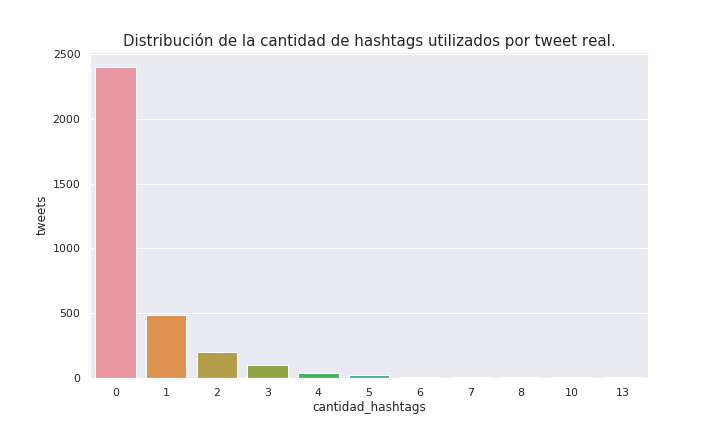 Distribución de la cantidad de hashtags utilizados por tweet real.
2500
2000
1500
1000
500
0
tweets
0 1 2 3 4 5 6 7 8 10 13
cantidad_hashtags